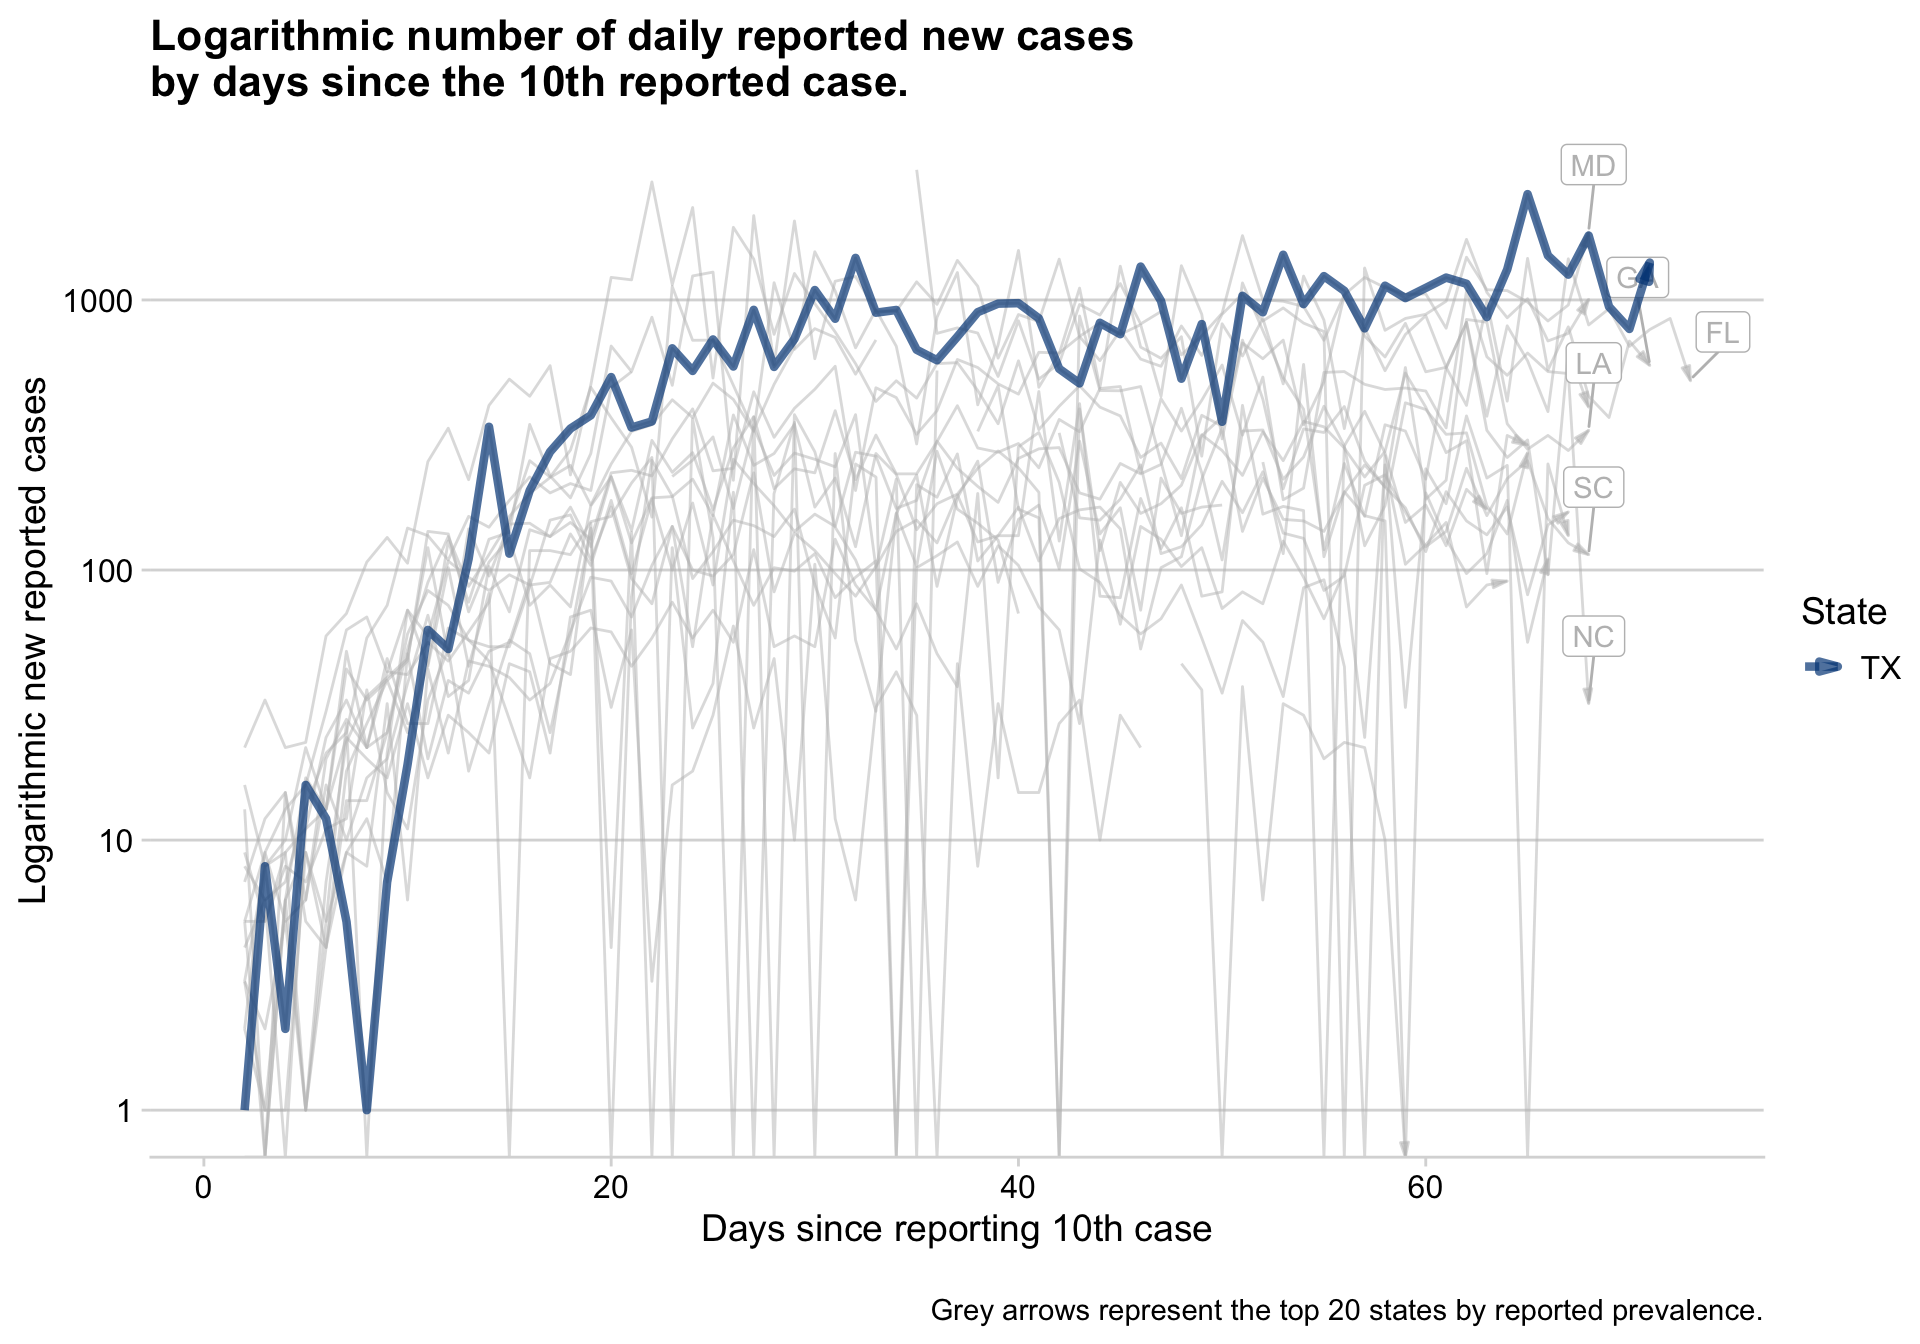 Logarithmic number of daily reported new cases
by days since the 10th reported case.
Logarithmic new reported cases
1000
100
10
1
MD
GA
FL
LA
SC
NC
State
TX
0
20
40
60
Days since reporting 10th case
Grey arrows represent the top 20 states by reported prevalence.